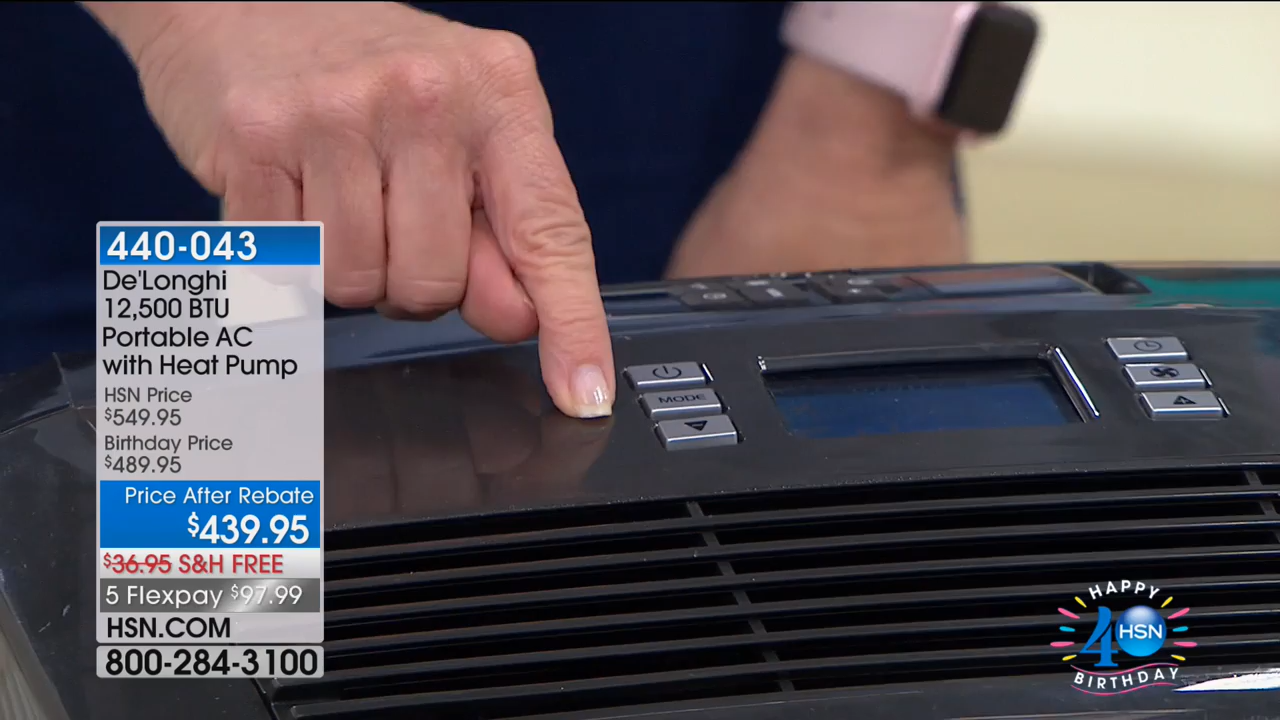 440-043
De'Longhi
12,500 BTU
Portable AC
with Heat Pump
HSN Price
$549.95
Birthday Price
$489.95
Price After Rebate
$439.95
$36.95 S&H FREE
5 Flexpay $97.99
HSN.COM
800-284-3100
MODE
HAPPY
40 HSN
BIRTHDAY